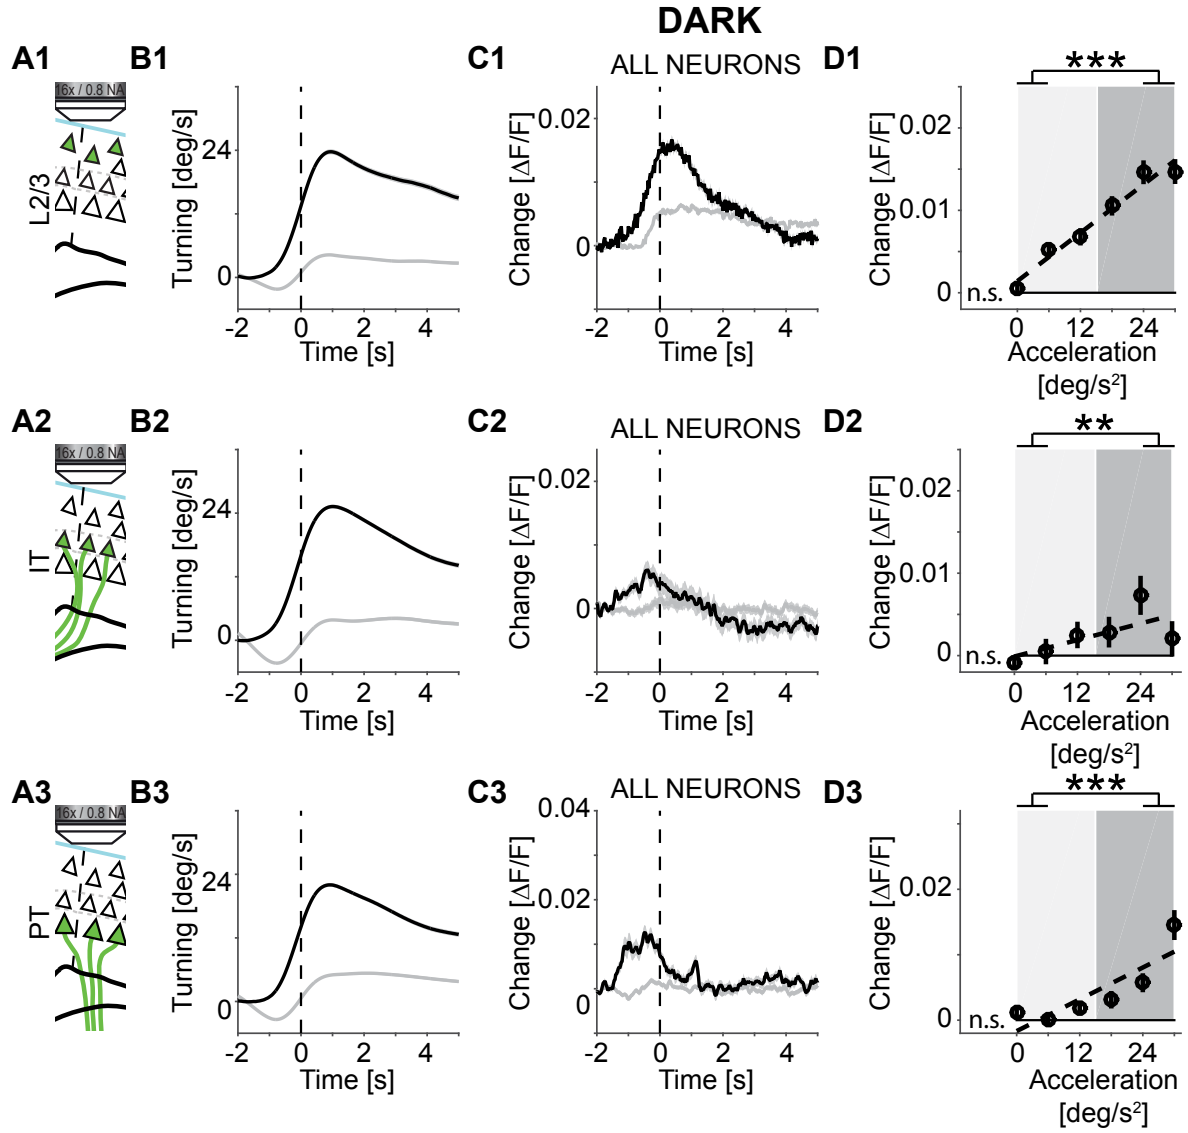 DARK
A1 B1 C1 D1
ALL NEURONS
***
16x / 0.8 NA
L2/3
Turning [deg/s]
24
0
-2 0 2 4
Time [s]
Change [ΔF/F]
0.02
0
-2 0 2 4
Time [s]
Change [ΔF/F]
0.02
0.01
0
n.s.
0 12 24
Acceleration
[deg/s²]
A2 B2 C2 D2
ALL NEURONS
**
16x / 0.8 NA
IT
Turning [deg/s]
24
0
-2 0 2 4
Time [s]
Change [ΔF/F]
0.02
0
-2 0 2 4
Time [s]
Change [ΔF/F]
0.02
0.01
0
n.s.
0 12 24
Acceleration
[deg/s²]
A3 B3 C3 D3
ALL NEURONS
***
16x / 0.8 NA
PT
Turning [deg/s]
24
0
-2 0 2 4
Time [s]
Change [ΔF/F]
0.04
0.02
0
-2 0 2 4
Time [s]
Change [ΔF/F]
0.02
0
n.s.
0 12 24
Acceleration
[deg/s²]